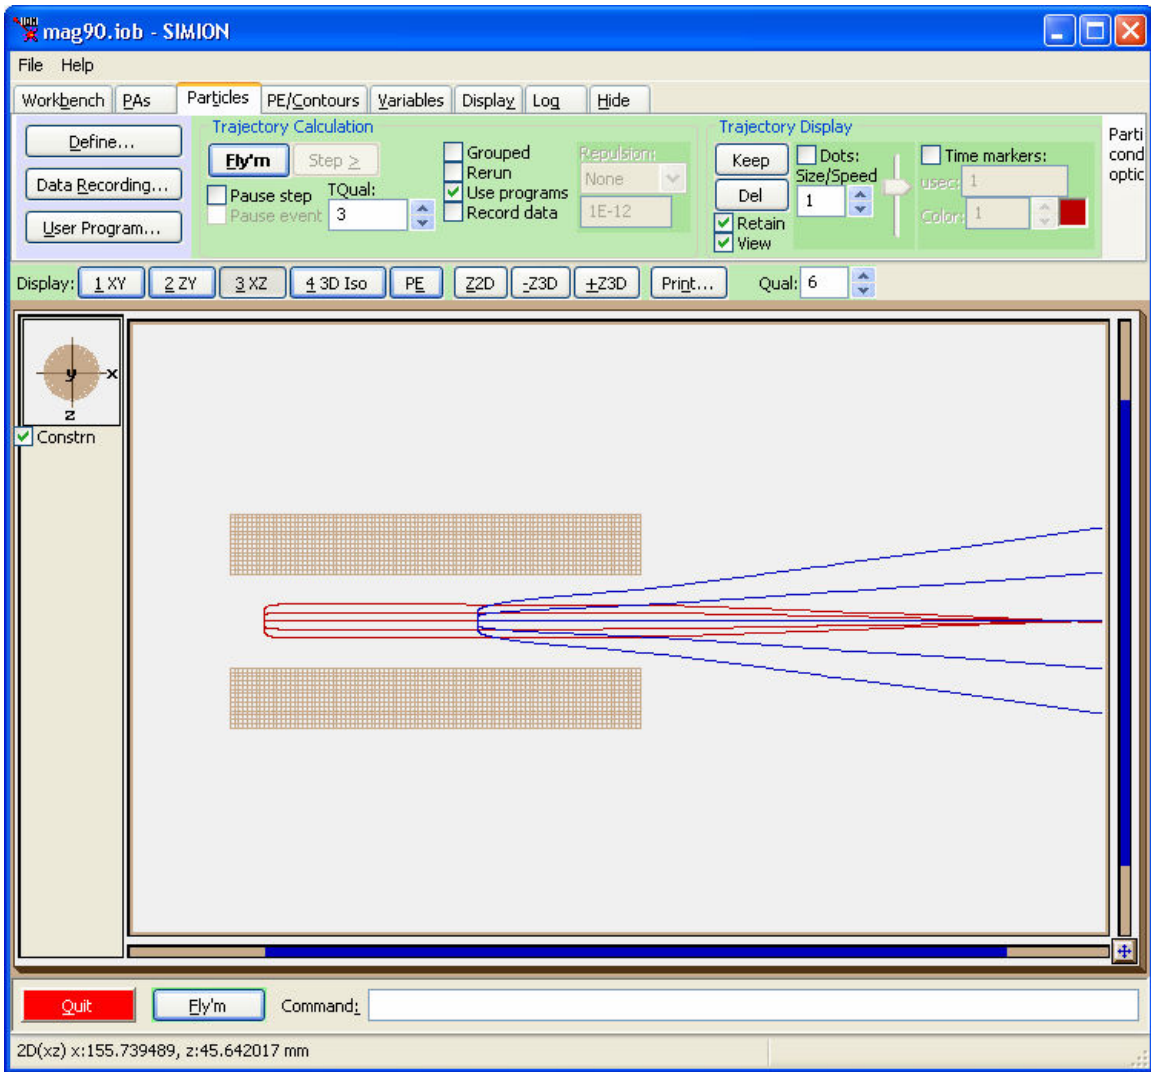 mag90.iob - SIMION
File Help
Workbench PAs Particles PE/Contours Variables Display Log Hide
Define...
Data Recording...
User Program...
Trajectory Calculation
Fly'm Step >
Pause step
Pause event
TQual:
3
Grouped
Rerun
Use programs
Record data
Repulsion:
None
1E-12
Trajectory Display
Keep
Del
Retain
View
Dots:
Size/Speed
1
Time markers:
usec: 1
Color: 1
Parti
cond
optic
Display: 1 XY 2 ZY 3 XZ 4 3D Iso PE Z2D -Z3D +Z3D Print... Qual: 6
y x
z
Constrn
Quit Fly'm Command:
2D(xz) x:155.739489, z:45.642017 mm